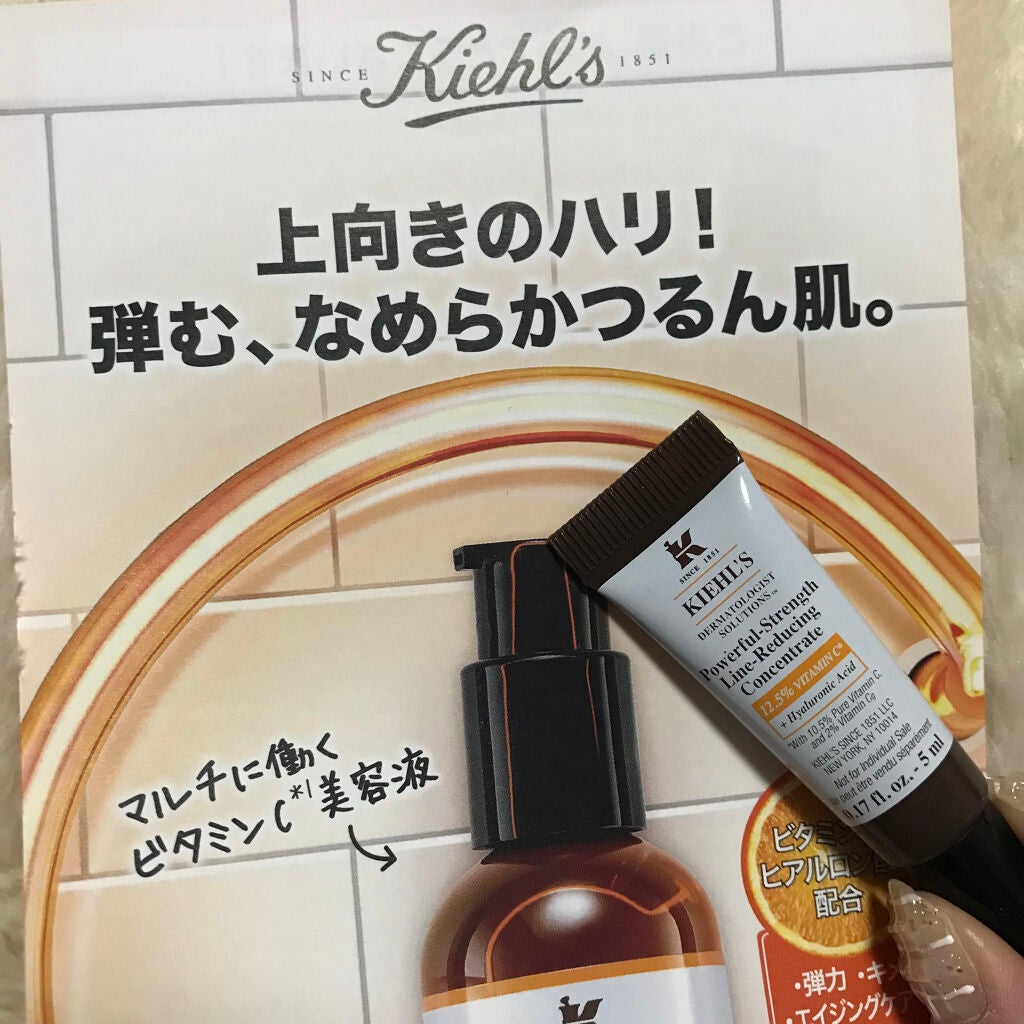 SINCE Kiehl's 1851
上向きのハリ!
弾む、なめらかつるん肌。
マルチに働く
ビタミンC*1美容液
SINCE 1851
KIEHL'S
DERMATOLOGIST
SOLUTIONS™
Powerful-Strength
Line-Reducing
Concentrate
12.5% VITAMIN C*
+ Hyaluronic Acid
*With 10.5% Pure Vitamin C,
and 2% Vitamin Cg
KIEHL'S SINCE 1851 LLC
NEW YORK, NY 10014
Not for Individual Sale
Ne peut être vendu séparément
0.17 fl. oz. - 5 ml
ビタミン
ヒアルロン
配合
・弾力 ・キメ
・エイジングケア